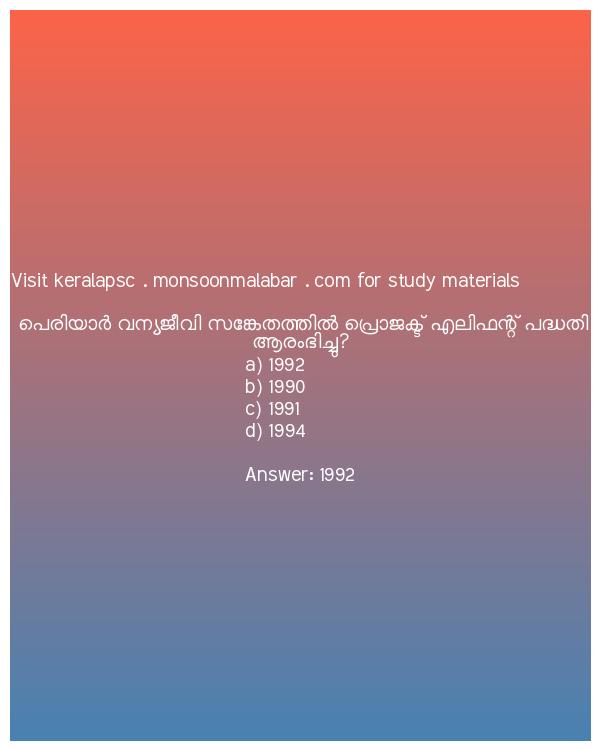 Visit keralapsc . monsoonmalabar . com for study materials
പെരിയാർ വന്യജീവി സങ്കേതത്തിൽ പ്രൊജക്ട് എലിഫന്റ് പദ്ധതി
ആരംഭിച്ചു?
a) 1992
b) 1990
c) 1991
d) 1994
Answer: 1992